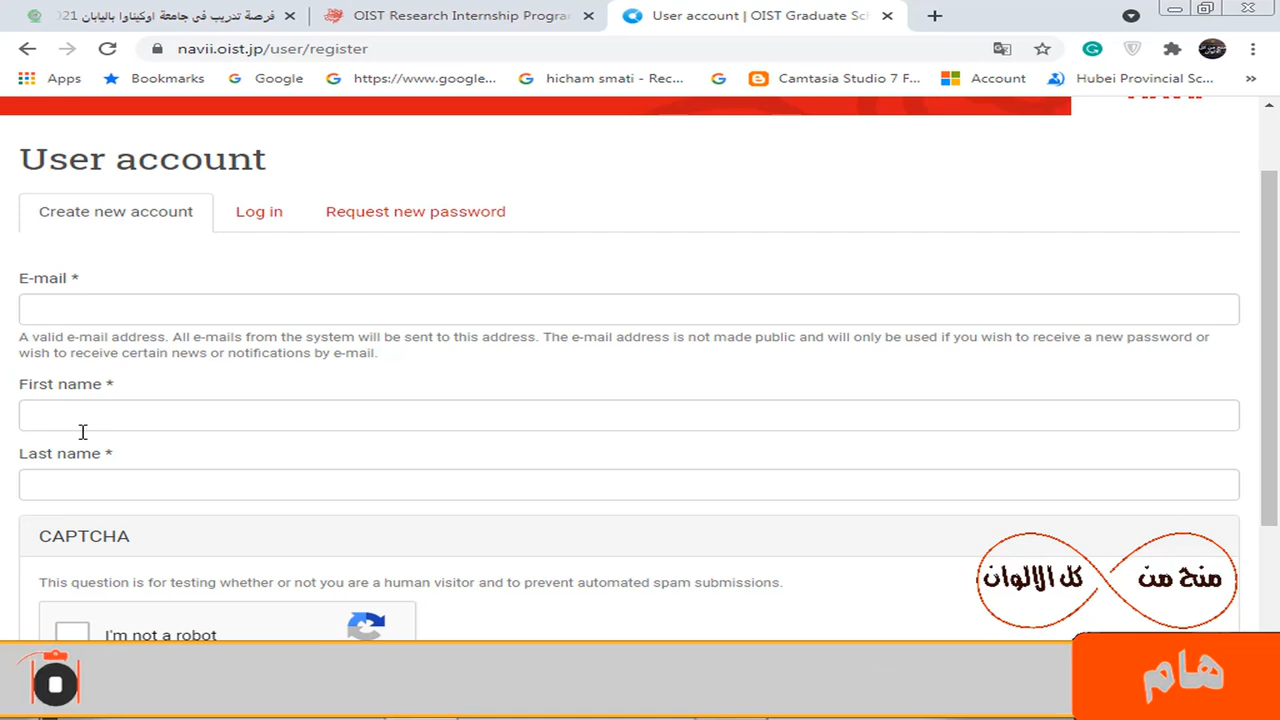 فرصة تدريب في جامعة اوكيناوا باليابان 21(
OIST Research Internship Progra
User account | OIST Graduate Sch
navii.oist.jp/user/register
Apps
Bookmarks
Google
https://www.google...
hicham smati - Rec...
Camtasia Studio 7 F...
Account
Hubei Provincial Sc...
User account
Create new account
Log in
Request new password
E-mail *
A valid e-mail address. All e-mails from the system will be sent to this address. The e-mail address is not made public and will only be used if you wish to receive a new password or
wish to receive certain news or notifications by e-mail.
First name *
Last name *
CAPTCHA
This question is for testing whether or not you are a human visitor and to prevent automated spam submissions.
منح من كل الالوان
I'm not a robot
هام